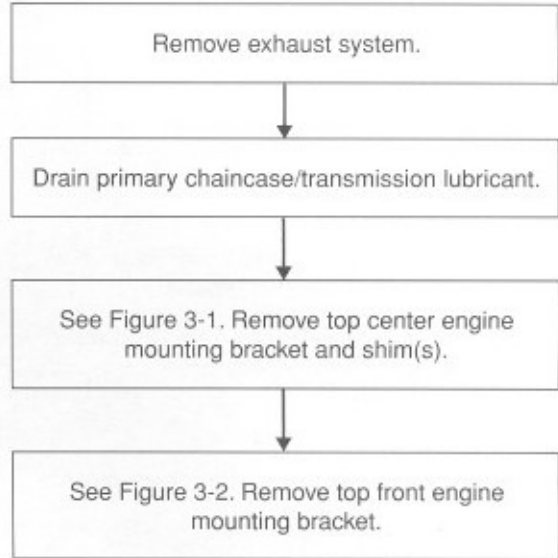 Remove exhaust system.
Drain primary chaincase/transmission lubricant.
See Figure 3-1. Remove top center engine
mounting bracket and shim(s).
See Figure 3-2. Remove top front engine
mounting bracket.